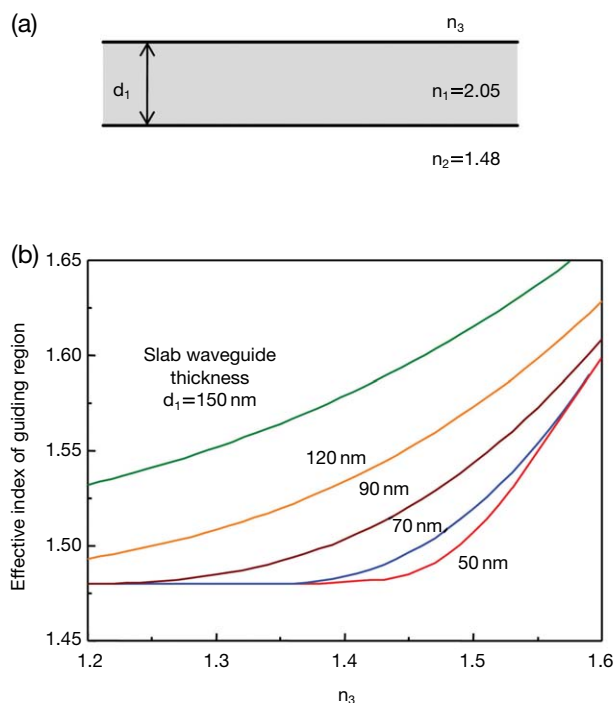 (a)
n₃
d₁
n₁=2.05
n₂=1.48
(b)
1.65
1.60
1.55
1.50
1.45
Effective index of guiding region
Slab waveguide
thickness
d₁=150 nm
120 nm
90 nm
70 nm
50 nm
1.2
1.3
1.4
1.5
1.6
n₃